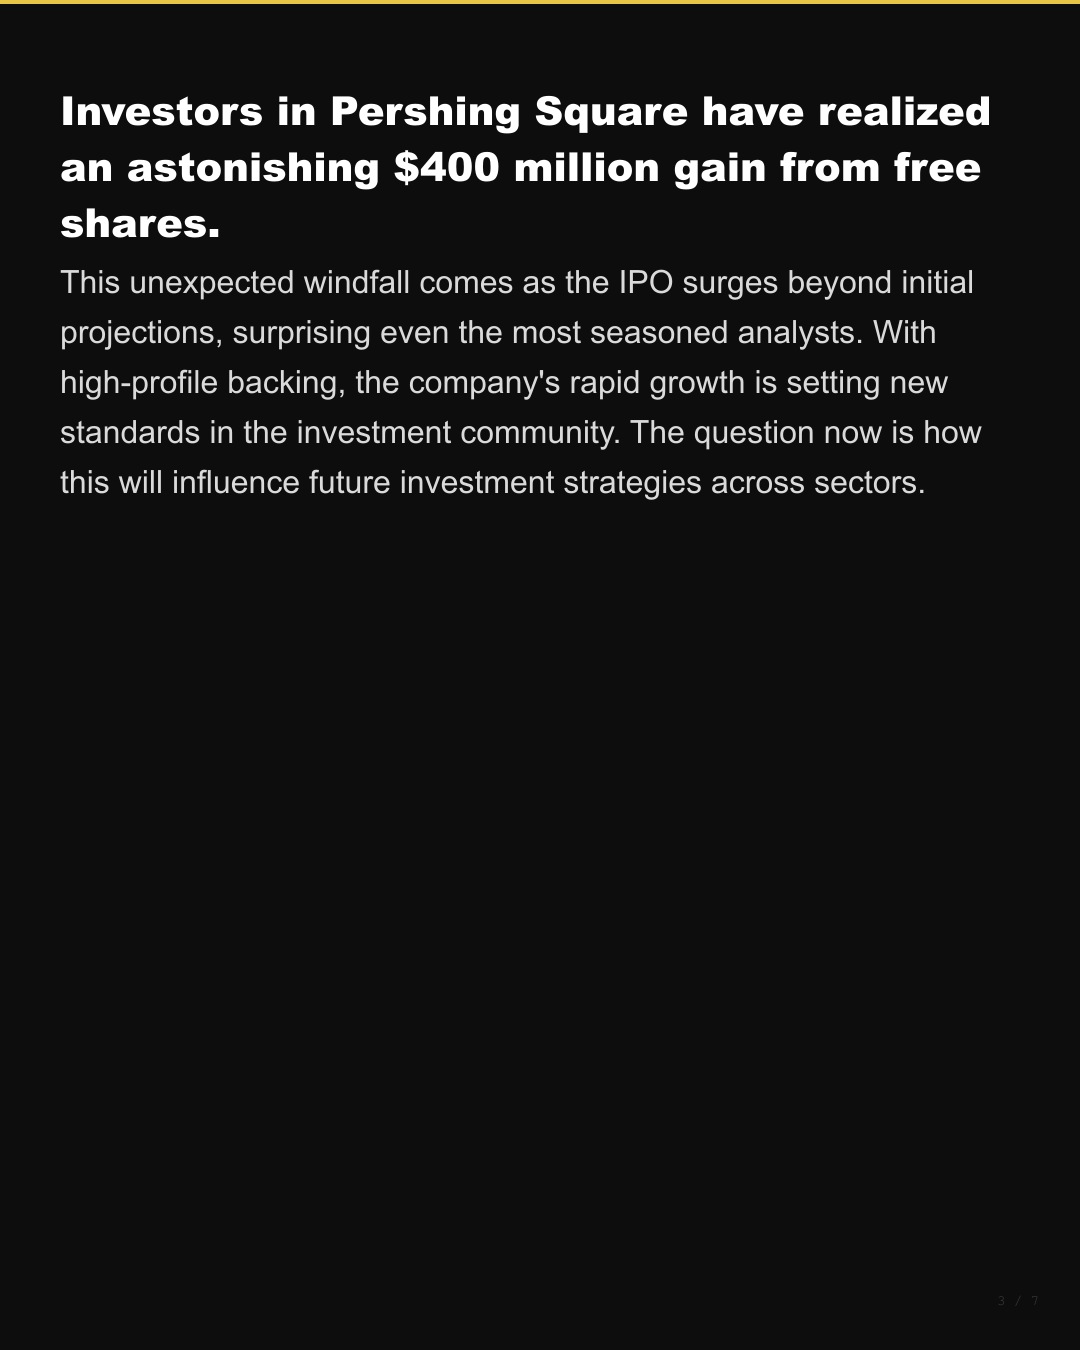 Investors in Pershing Square have realized
an astonishing $400 million gain from free
shares.
This unexpected windfall comes as the IPO surges beyond initial
projections, surprising even the most seasoned analysts. With
high-profile backing, the company's rapid growth is setting new
standards in the investment community. The question now is how
this will influence future investment strategies across sectors.
3 / 7